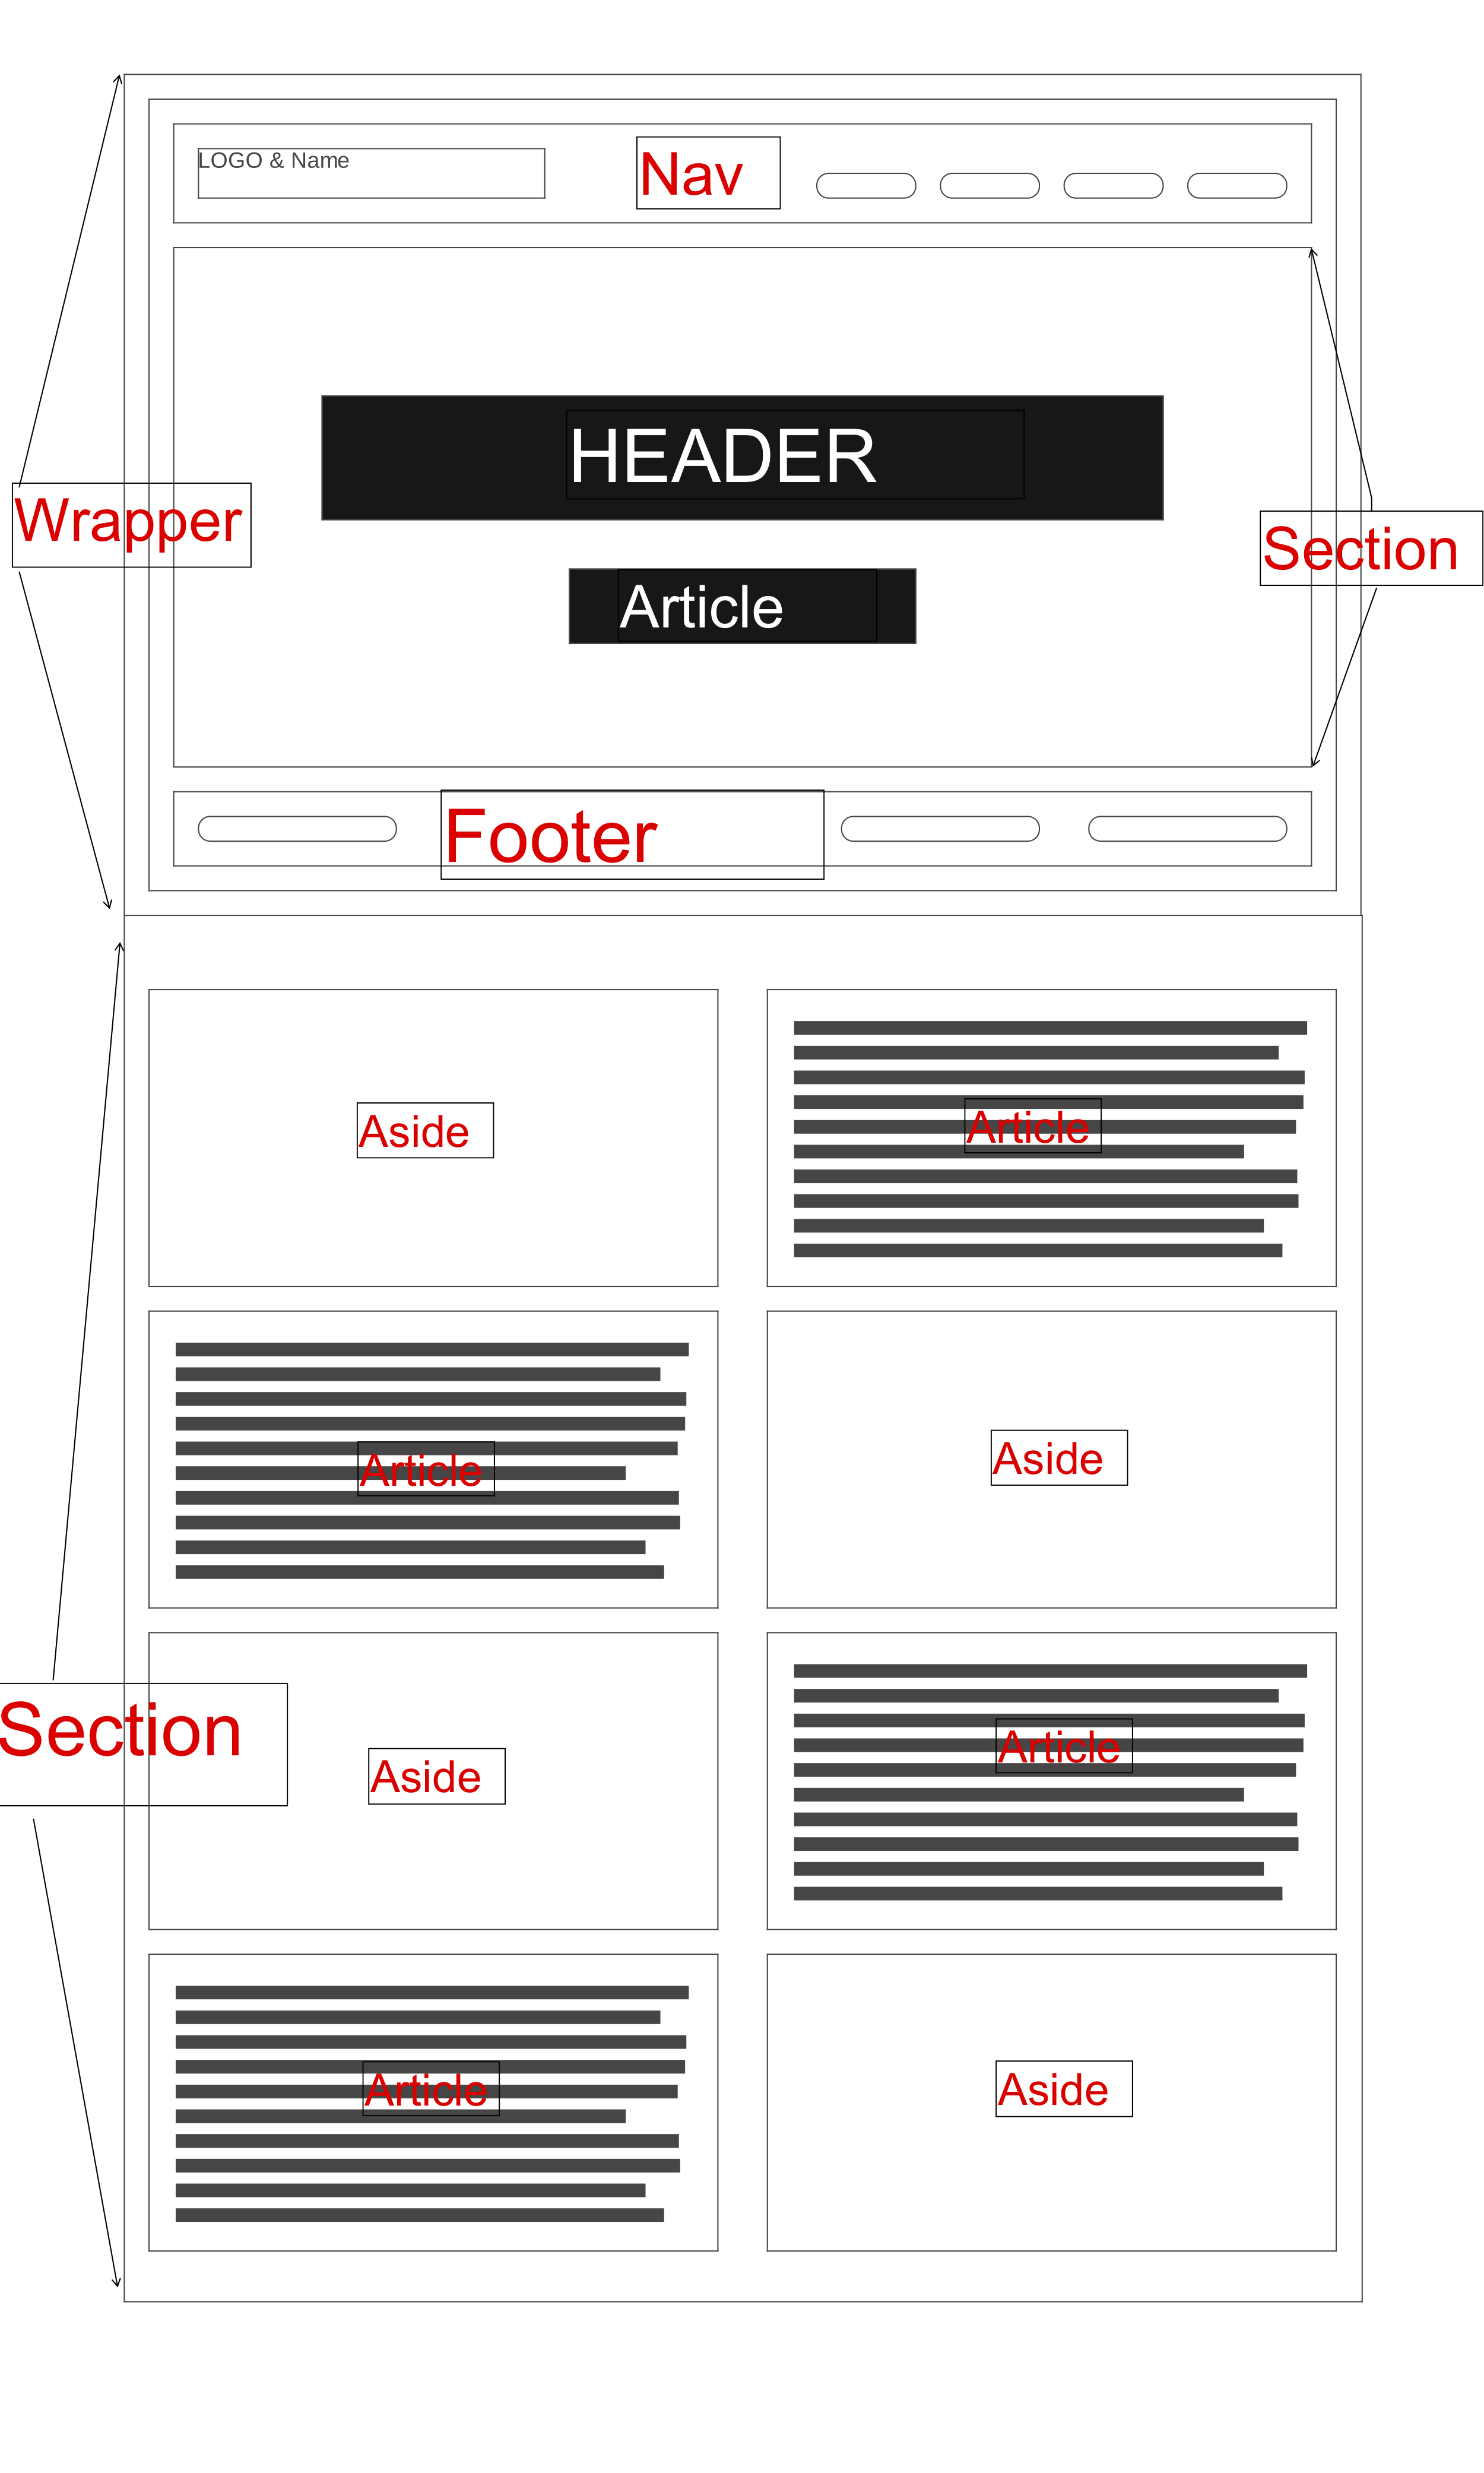 LOGO & Name
Nav
HEADER
Wrapper
Section
Article
Footer
Aside
Article
Article
Aside
Section
Aside
Article
Article
Aside